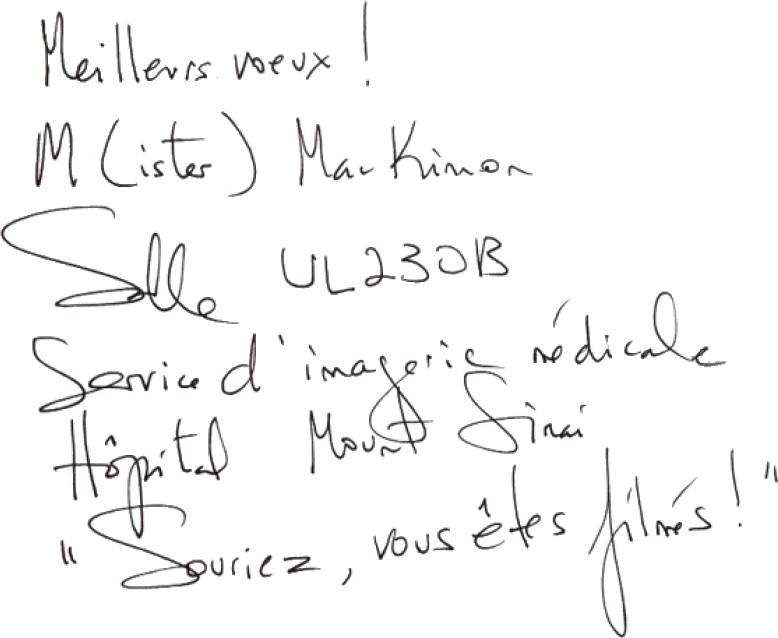 Meilleurs voeux !
M (ister) MacKinnon
Salle UL230B
Service d'imagerie médicale
Hôpital Mount Sinai
"Souriez, vous êtes filmés !"